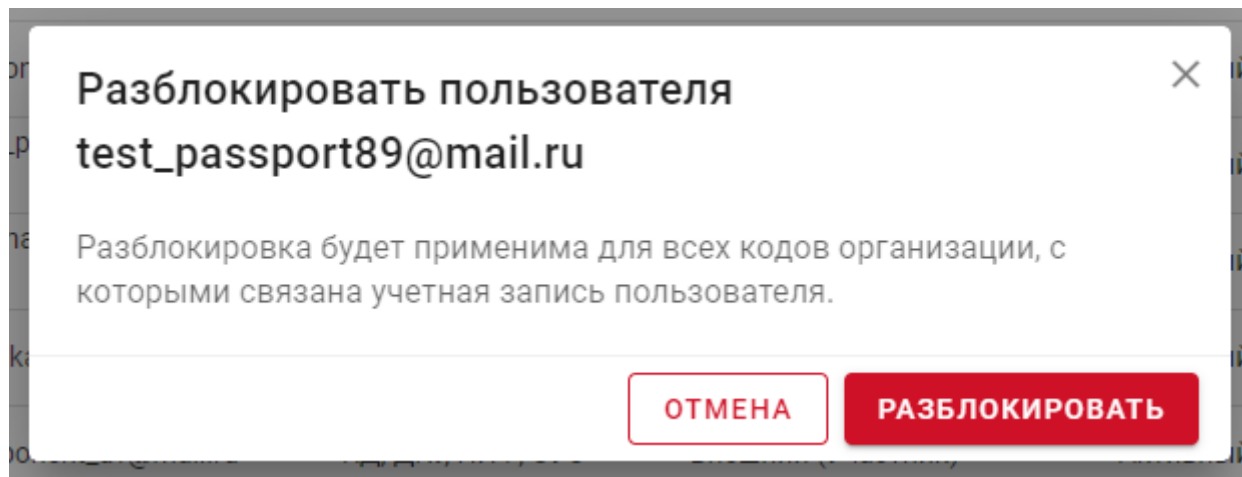 Разблокировать пользователя
test_passport89@mail.ru
Разблокировка будет применима для всех кодов организации, с
которыми связана учетная запись пользователя.
ОТМЕНА
РАЗБЛОКИРОВАТЬ